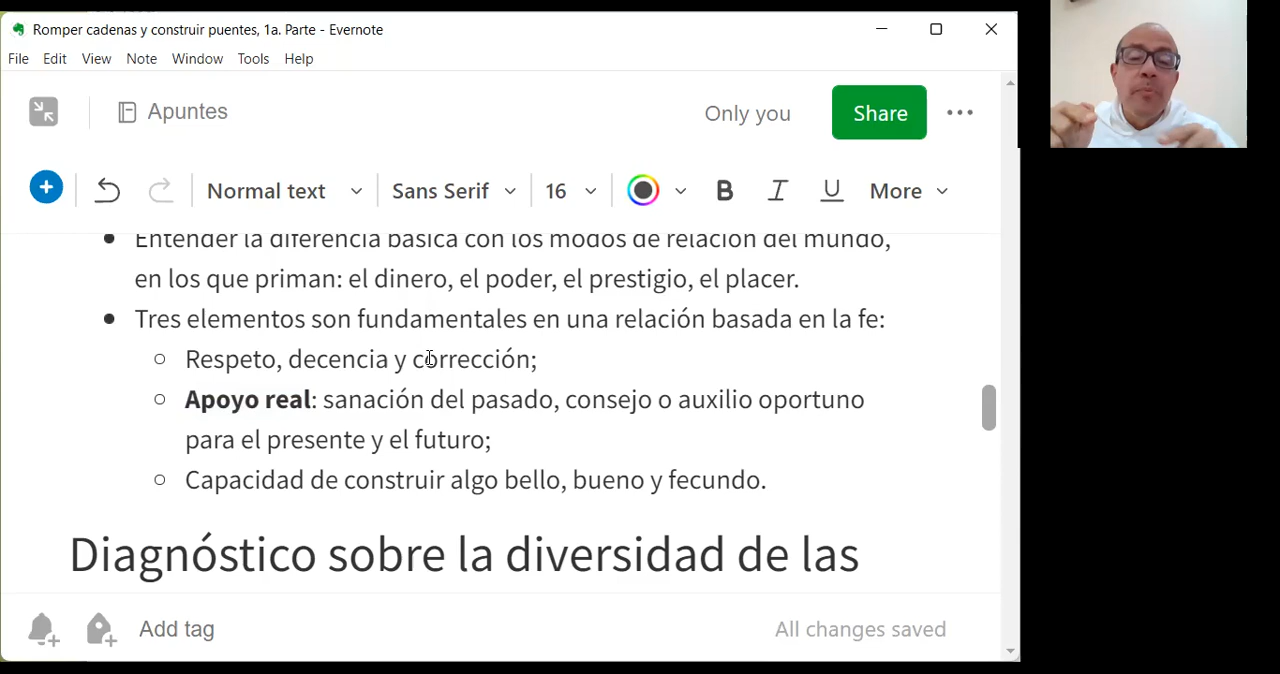 Romper cadenas y construir puentes, 1a. Parte - Evernote
File Edit View Note Window Tools Help
Apuntes Only you Share
Normal text Sans Serif 16 B I U More
Entender la diferencia básica con los modos de relación del mundo,
en los que priman: el dinero, el poder, el prestigio, el placer.
Tres elementos son fundamentales en una relación basada en la fe:
Respeto, decencia y corrección;
Apoyo real: sanación del pasado, consejo o auxilio oportuno
para el presente y el futuro;
Capacidad de construir algo bello, bueno y fecundo.
Diagnóstico sobre la diversidad de las
Add tag All changes saved